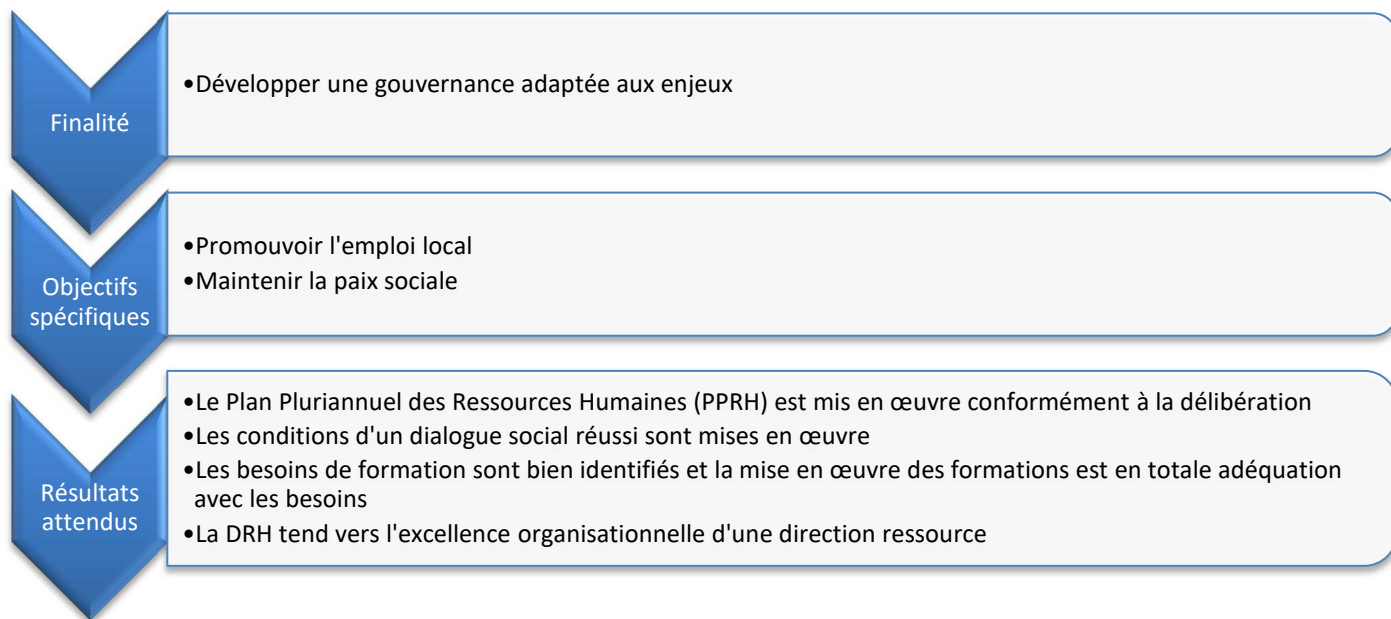 Finalité
•Développer une gouvernance adaptée aux enjeux
Objectifs
spécifiques
•Promouvoir l'emploi local
•Maintenir la paix sociale
Résultats
attendus
•Le Plan Pluriannuel des Ressources Humaines (PPRH) est mis en œuvre conformément à la délibération
•Les conditions d'un dialogue social réussi sont mises en œuvre
•Les besoins de formation sont bien identifiés et la mise en œuvre des formations est en totale adéquation
avec les besoins
•La DRH tend vers l'excellence organisationnelle d'une direction ressource